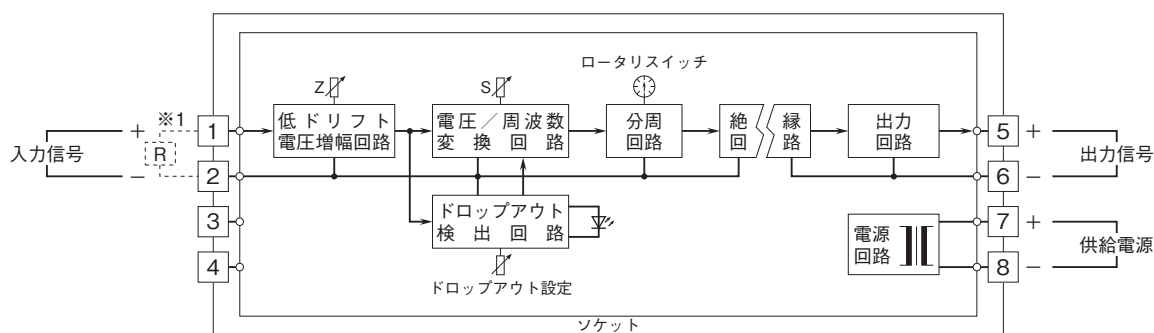 ロータリスイッチ
Z
S
※1
+
入力信号
−
R
1
2
3
4
低ドリフト
電圧増幅回路
電圧／周波数
変換回路
分周
回路
絶縁
回路
出力
回路
ドロップアウト
検出回路
ドロップアウト設定
電源
回路
5
6
7
8
+
出力信号
−
+
供給電源
−
ソケット